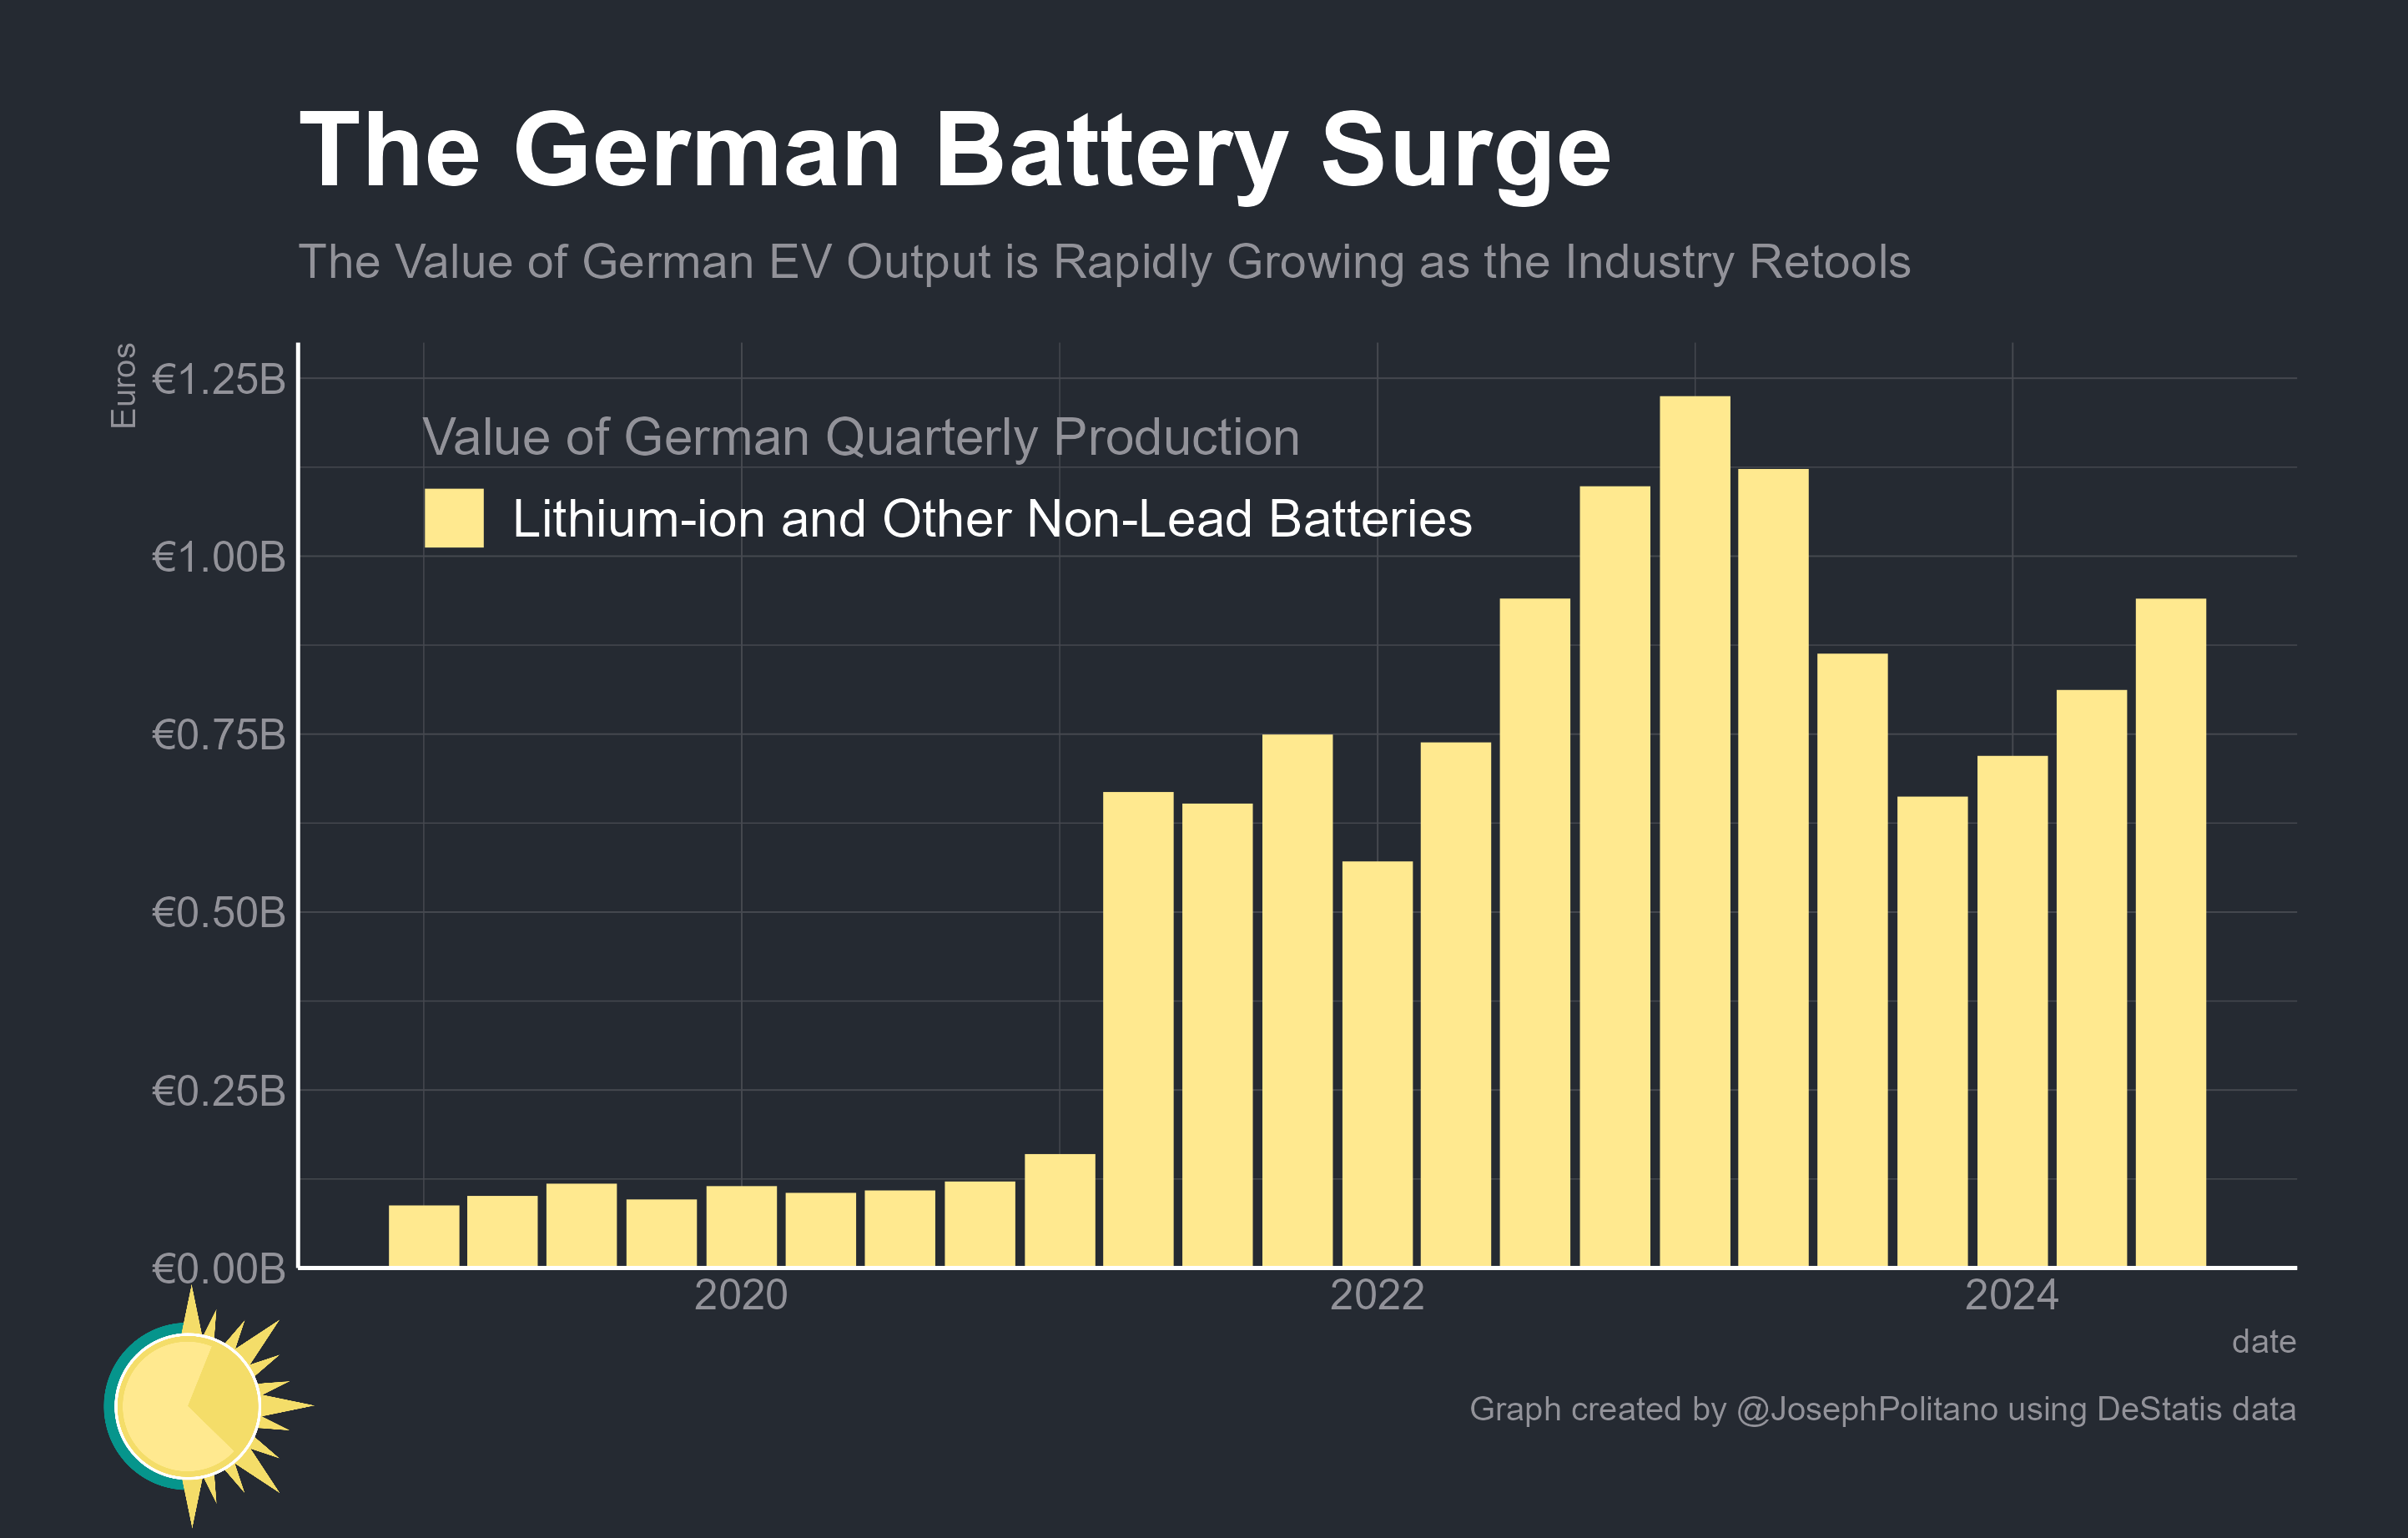 The German Battery Surge
The Value of German EV Output is Rapidly Growing as the Industry Retools
Euros
€1.25B
Value of German Quarterly Production
Lithium-ion and Other Non-Lead Batteries
€1.00B
€0.75B
€0.50B
€0.25B
€0.00B
2020 2022 2024
date
Graph created by @JosephPolitano using DeStatis data